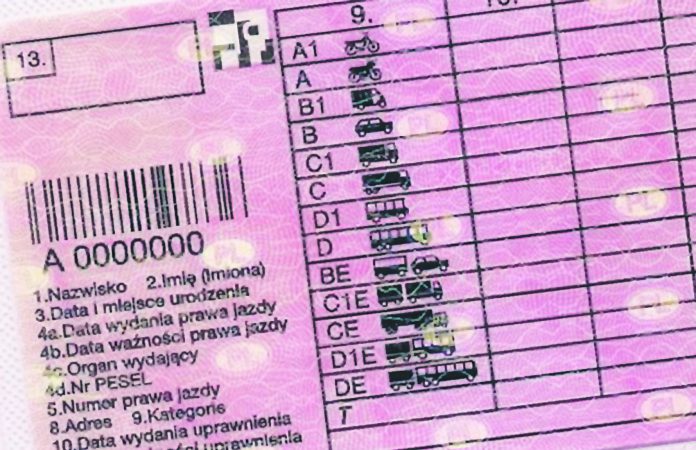 13.
A 0000000
1.Nazwisko 2.Imię (Imiona)
3.Data i miejsce urodzenia
4a.Data wydania prawa jazdy
4b.Data ważności prawa jazdy
4c.Organ wydający
4d.Nr PESEL
5.Numer prawa jazdy
8.Adres 9.Kategorie
10.Data wydania uprawnienia
uprawnienia
9.
A1
A
B1
B
C1
C
D1
D
BE
C1E
CE
D1E
DE
T